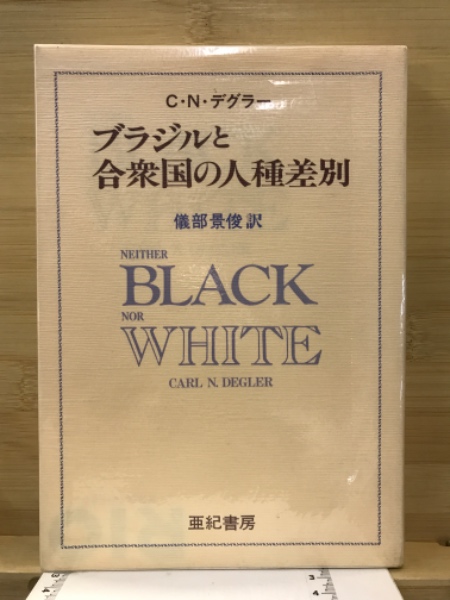 C・N・デグラー
ブラジルと
合衆国の人種差別
儀部景俊訳
NEITHER
BLACK
NOR
WHITE
CARL N. DEGLER
亜紀書房